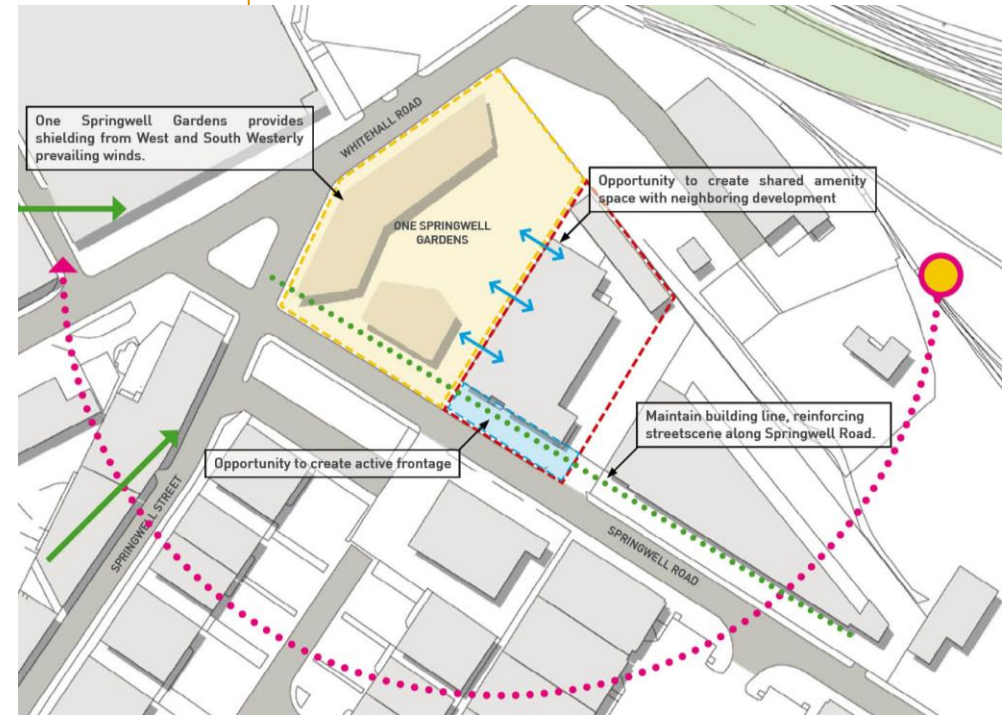 WHITEHALL ROAD
One Springwell Gardens provides
shielding from West and South Westerly
prevailing winds.
Opportunity to create shared amenity
space with neighboring development
ONE SPRINGWELL
GARDENS
Maintain building line, reinforcing
streetscene along Springwell Road.
Opportunity to create active frontage
SPRINGWELL STREET
SPRINGWELL ROAD